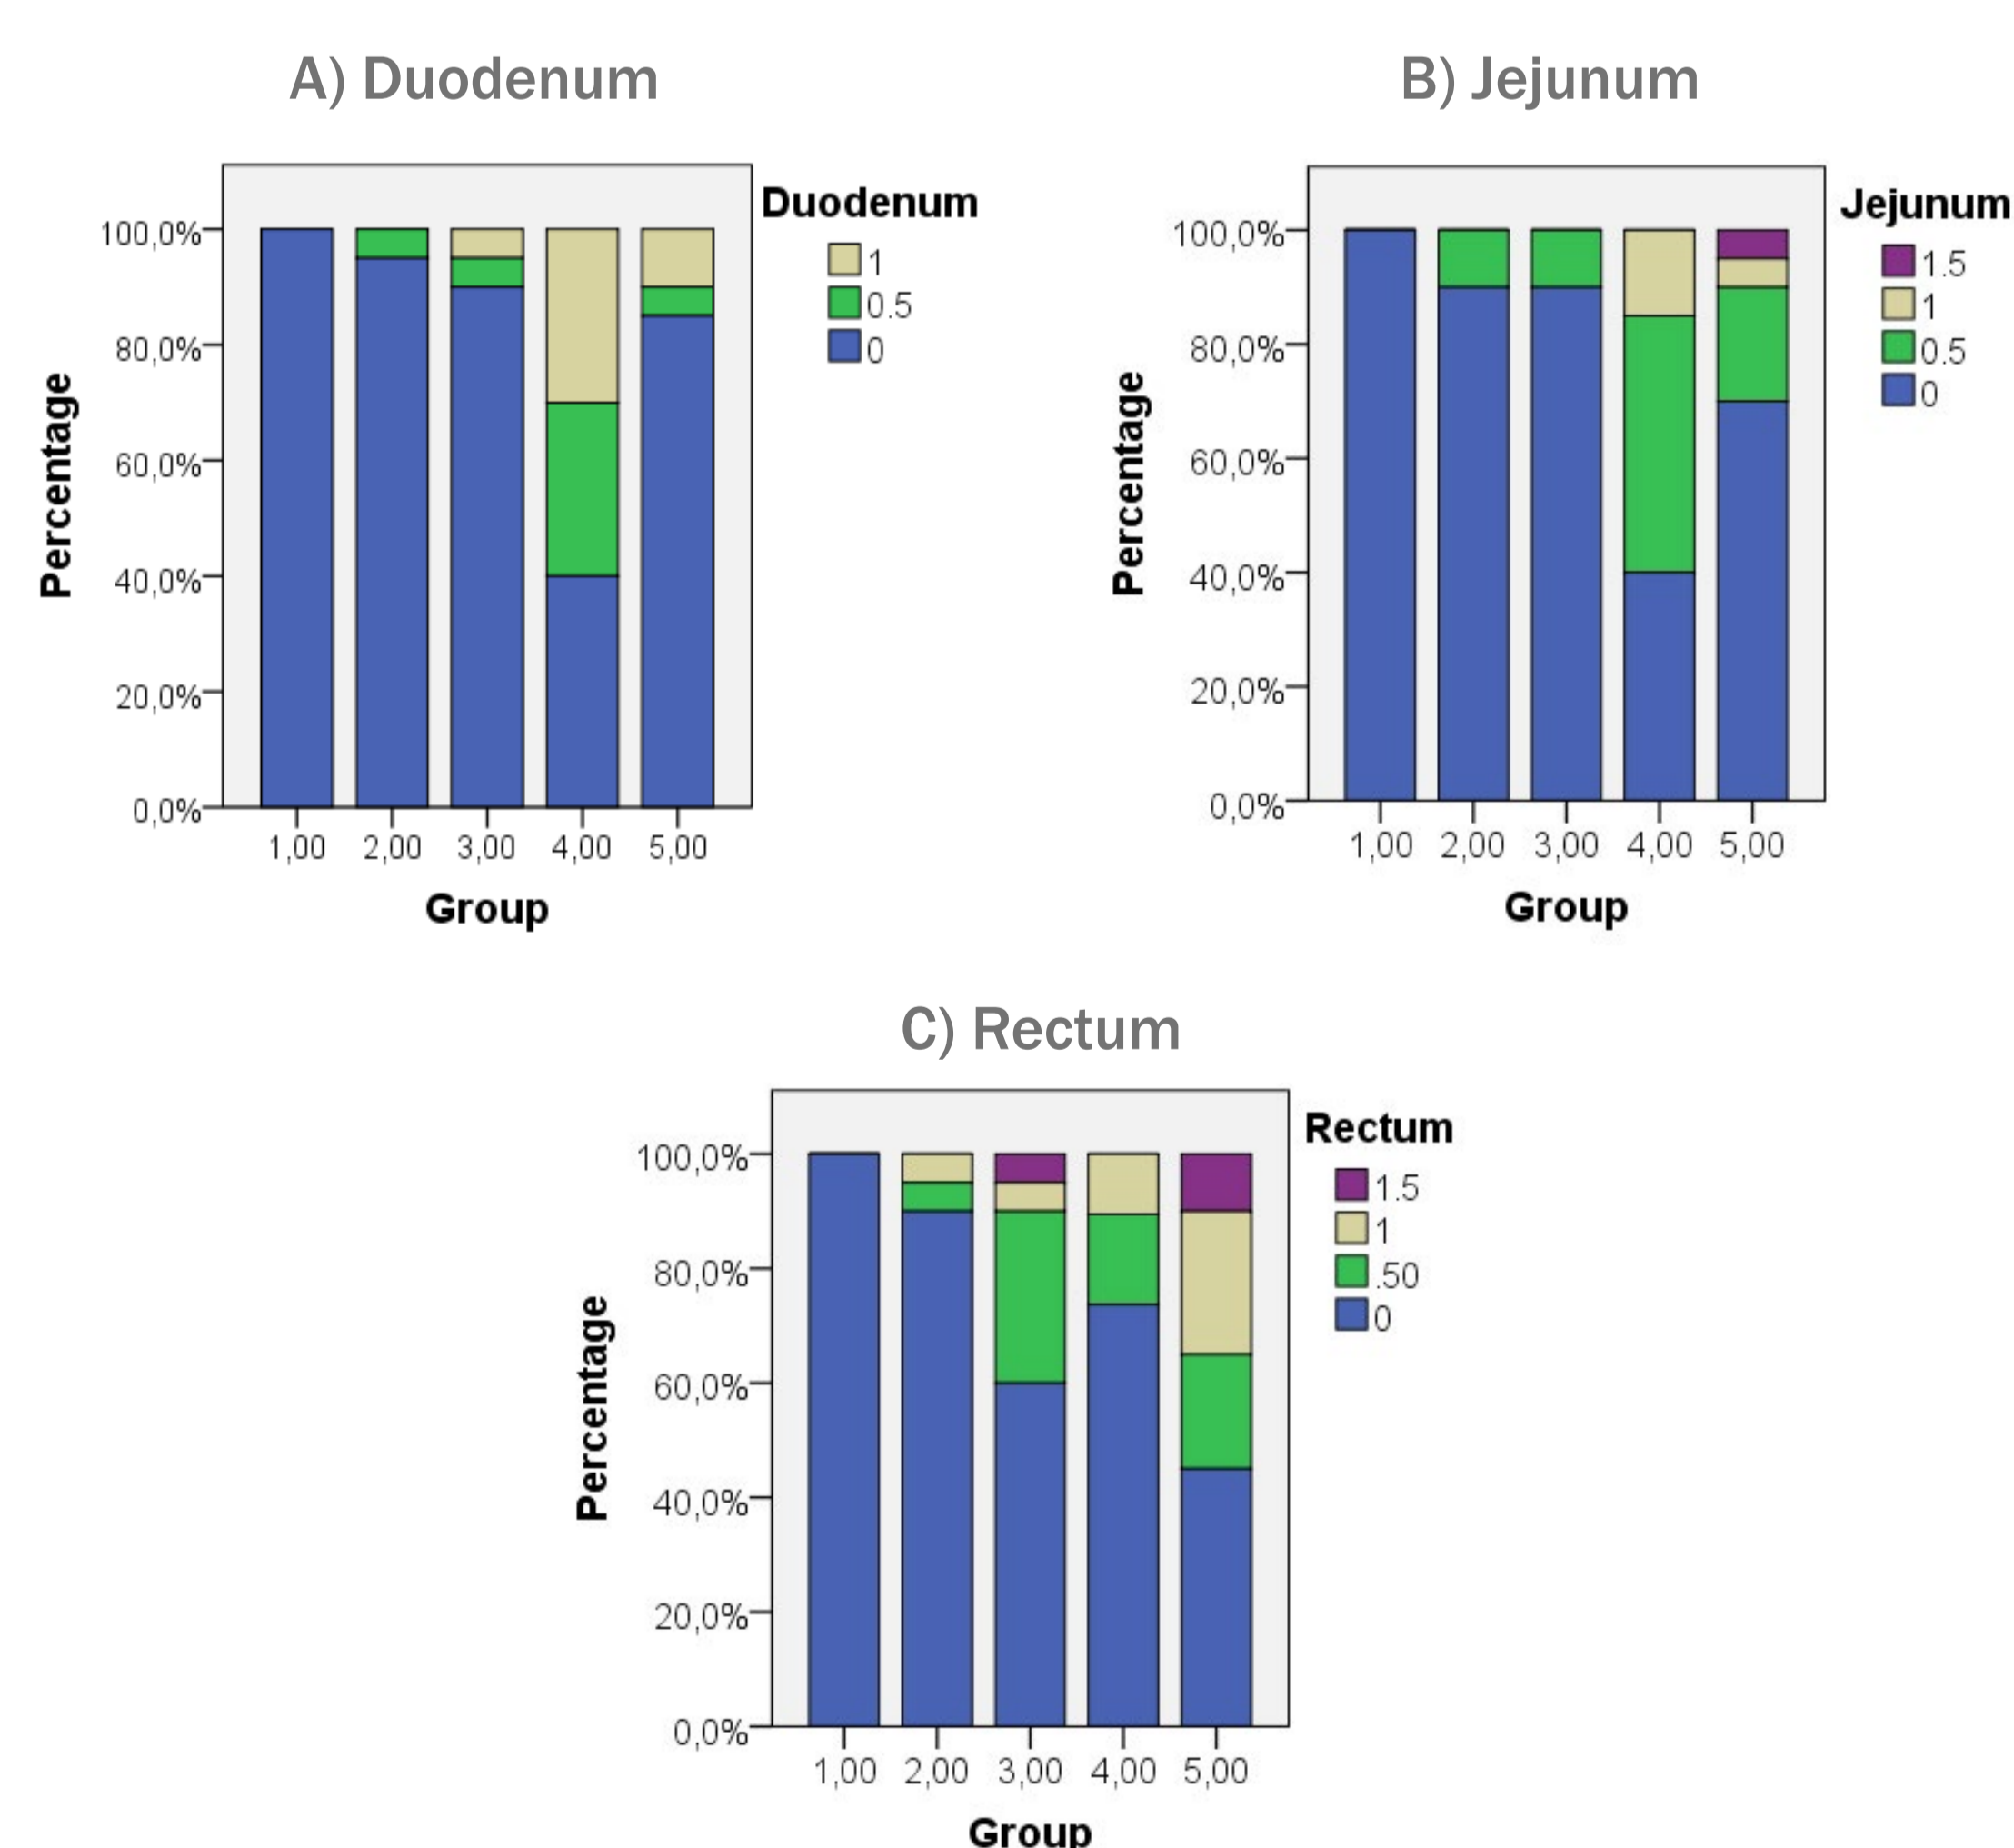 A) Duodenum
Percentage
100,0%
80,0%
60,0%
40,0%
20,0%
0,0%
1,00 2,00 3,00 4,00 5,00
Group
Duodenum
1
0.5
0
B) Jejunum
Percentage
100,0%
80,0%
60,0%
40,0%
20,0%
0,0%
1,00 2,00 3,00 4,00 5,00
Group
Jejunum
1.5
1
0.5
0
C) Rectum
Percentage
100,0%
80,0%
60,0%
40,0%
20,0%
0,0%
1,00 2,00 3,00 4,00 5,00
Group
Rectum
1.5
1
.50
0